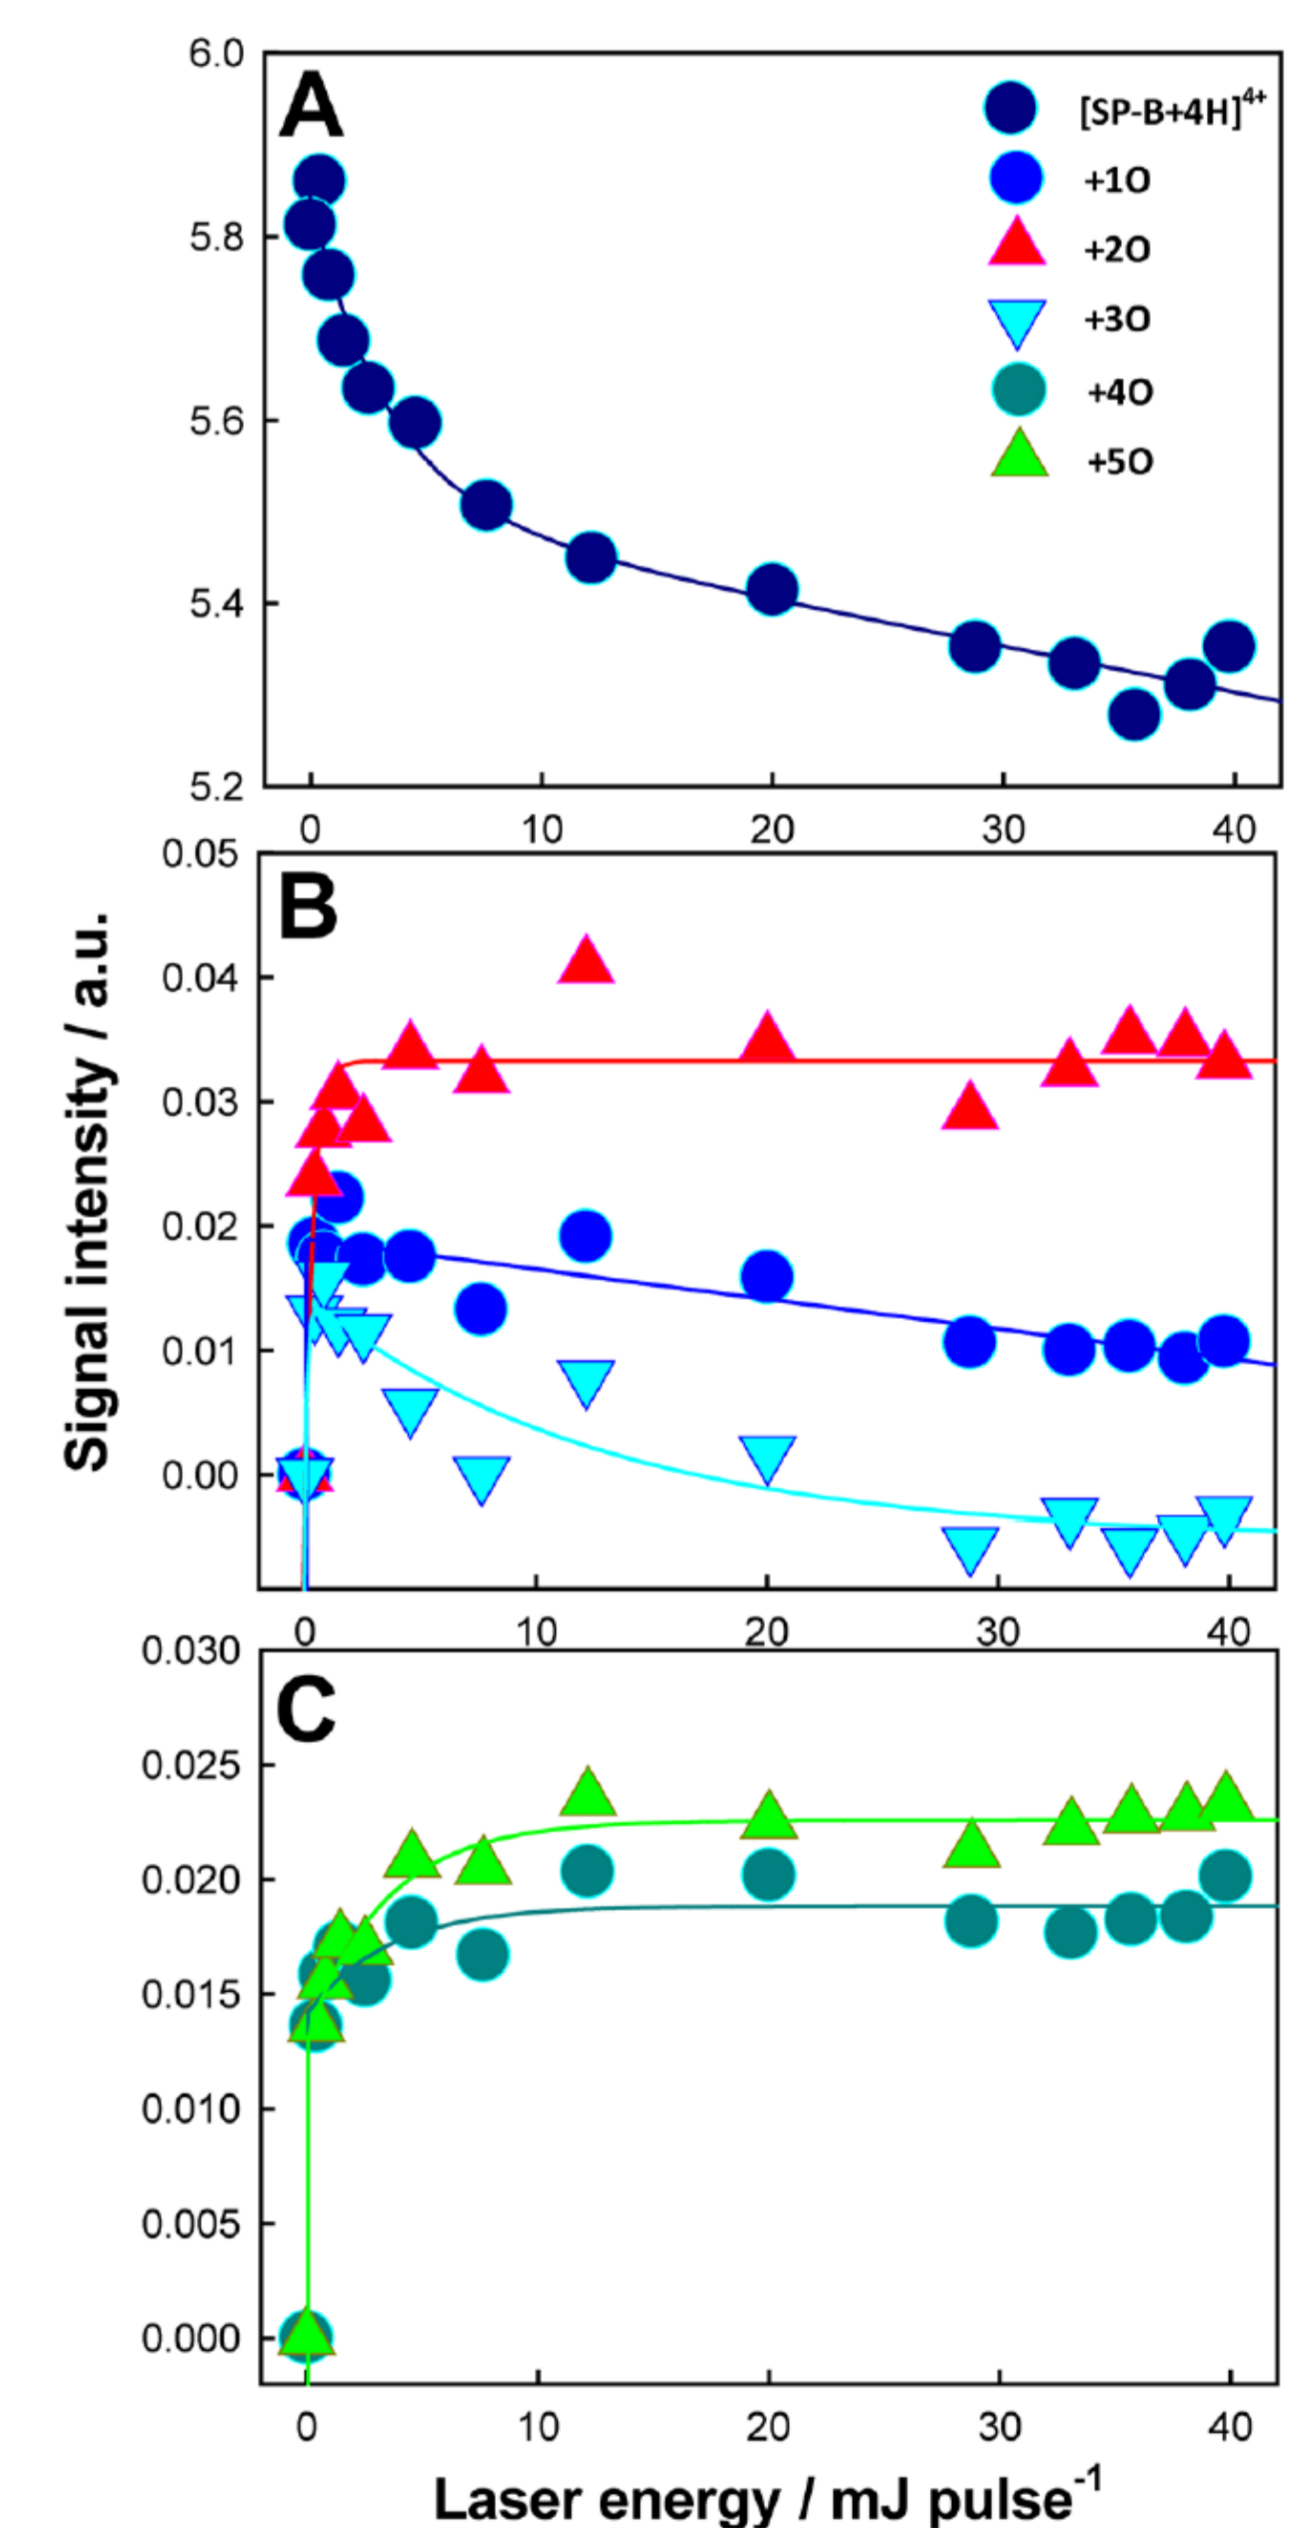 A
[SP-B+4H]4+
+1O
+2O
+3O
+4O
+5O
6.0
5.8
5.6
5.4
5.2
0 10 20 30 40
B
0.05
0.04
0.03
0.02
0.01
0.00
0 10 20 30 40
C
0.030
0.025
0.020
0.015
0.010
0.005
0.000
0 10 20 30 40
Signal intensity / a.u.
Laser energy / mJ pulse-1